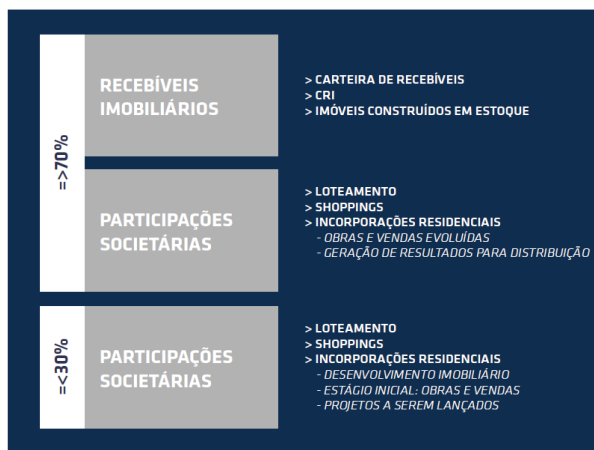 =>70%
RECEBÍVEIS
IMOBILIÁRIOS
> CARTEIRA DE RECEBÍVEIS
> CRI
> IMÓVEIS CONSTRUÍDOS EM ESTOQUE
PARTICIPAÇÕES
SOCIETÁRIAS
> LOTEAMENTO
> SHOPPINGS
> INCORPORAÇÕES RESIDENCIAIS
- OBRAS E VENDAS EVOLUÍDAS
- GERAÇÃO DE RESULTADOS PARA DISTRIBUIÇÃO
=<30%
PARTICIPAÇÕES
SOCIETÁRIAS
> LOTEAMENTO
> SHOPPINGS
> INCORPORAÇÕES RESIDENCIAIS
- DESENVOLVIMENTO IMOBILIÁRIO
- ESTÁGIO INICIAL: OBRAS E VENDAS
- PROJETOS A SEREM LANÇADOS